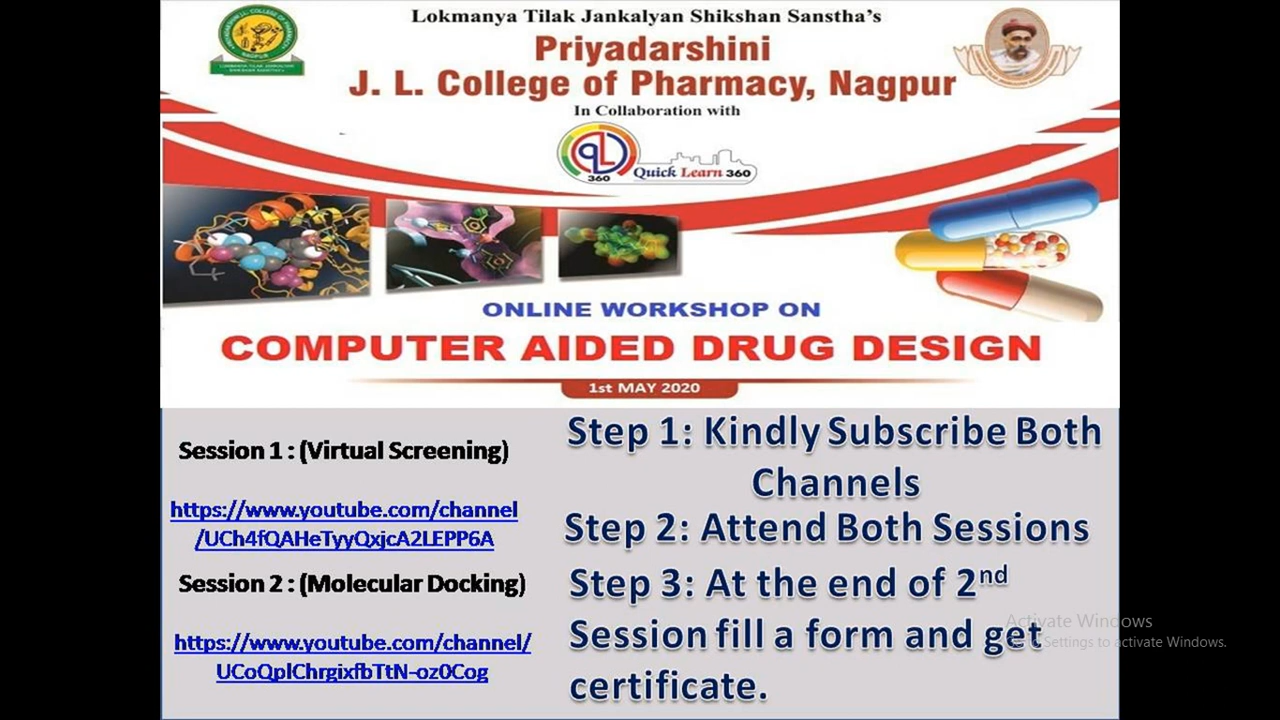 Lokmanya Tilak Jankalyan Shikshan Sanstha's
Priyadarshini
J. L. College of Pharmacy, Nagpur
In Collaboration with
QL
360
Quick Learn 360
ONLINE WORKSHOP ON
COMPUTER AIDED DRUG DESIGN
1st MAY 2020
Session 1 : (Virtual Screening)
https://www.youtube.com/channel
/UCh4fQAHeTyyQxjcA2LEPP6A
Session 2 : (Molecular Docking)
https://www.youtube.com/channel/
UCoQplChrgixfbTtN-oz0Cog
Step 1: Kindly Subscribe Both
Channels
Step 2: Attend Both Sessions
Step 3: At the end of 2nd
Session fill a form and get
certificate.
Activate Windows
Settings to activate Windows.